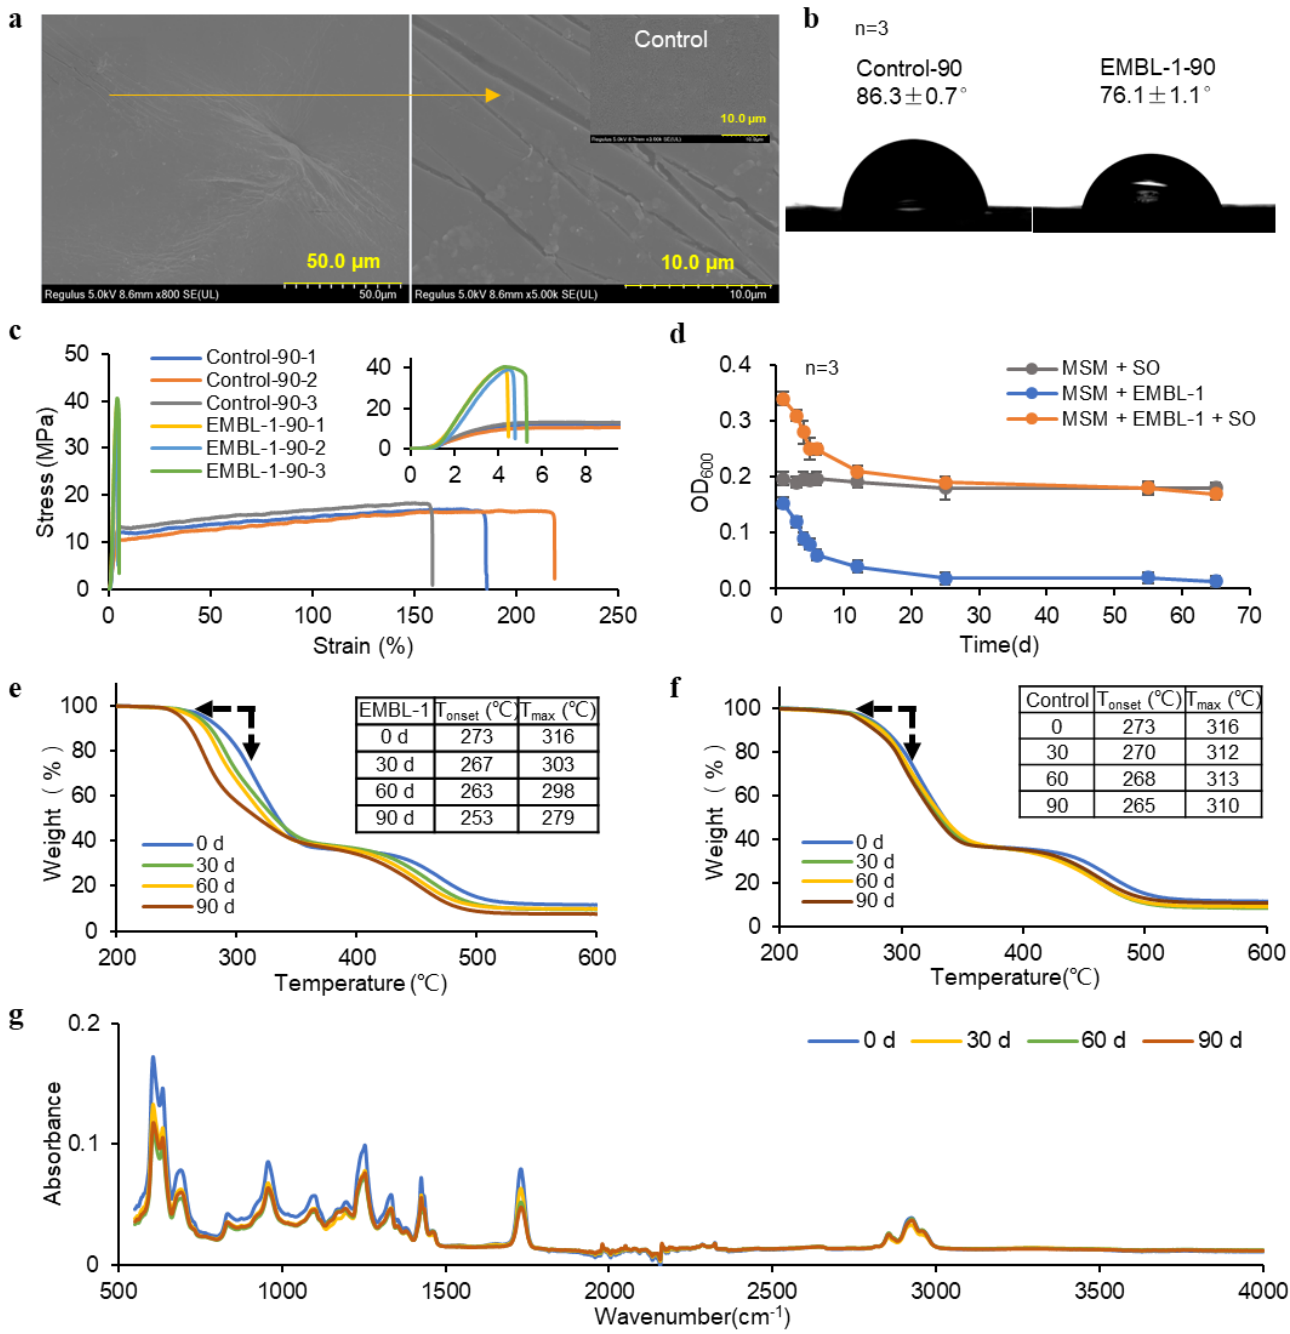 a
Control
10.0 μm
50.0 μm
10.0 μm
Regulus 5.0kV 8.6mm x800 SE(UL)
50.0μm
Regulus 5.0kV 8.6mm x5.00k SE(UL)
10.0μm
b
n=3
Control-90
86.3±0.7°
EMBL-1-90
76.1±1.1°
c
Stress (MPa)
50
40
30
20
10
0
Control-90-1
Control-90-2
Control-90-3
EMBL-1-90-1
EMBL-1-90-2
EMBL-1-90-3
40
20
0
0 2 4 6 8
0 50 100 150 200 250
Strain (%)
d
n=3
OD600
0.4
0.3
0.2
0.1
0.0
MSM + SO
MSM + EMBL-1
MSM + EMBL-1 + SO
0 10 20 30 40 50 60 70
Time(d)
e
Weight (%)
100
80
60
40
20
0
EMBL-1 Tonset (℃) Tmax (℃)
0 d 273 316
30 d 267 303
60 d 263 298
90 d 253 279
0 d
30 d
60 d
90 d
200 300 400 500 600
Temperature(℃)
f
Weight (%)
100
80
60
40
20
0
Control Tonset (℃) Tmax (℃)
0 273 316
30 270 312
60 268 313
90 265 310
0 d
30 d
60 d
90 d
200 300 400 500 600
Temperature(℃)
g
Absorbance
0.2
0.1
0
0 d 30 d 60 d 90 d
500 1000 1500 2000 2500 3000 3500 4000
Wavenumber(cm-1)